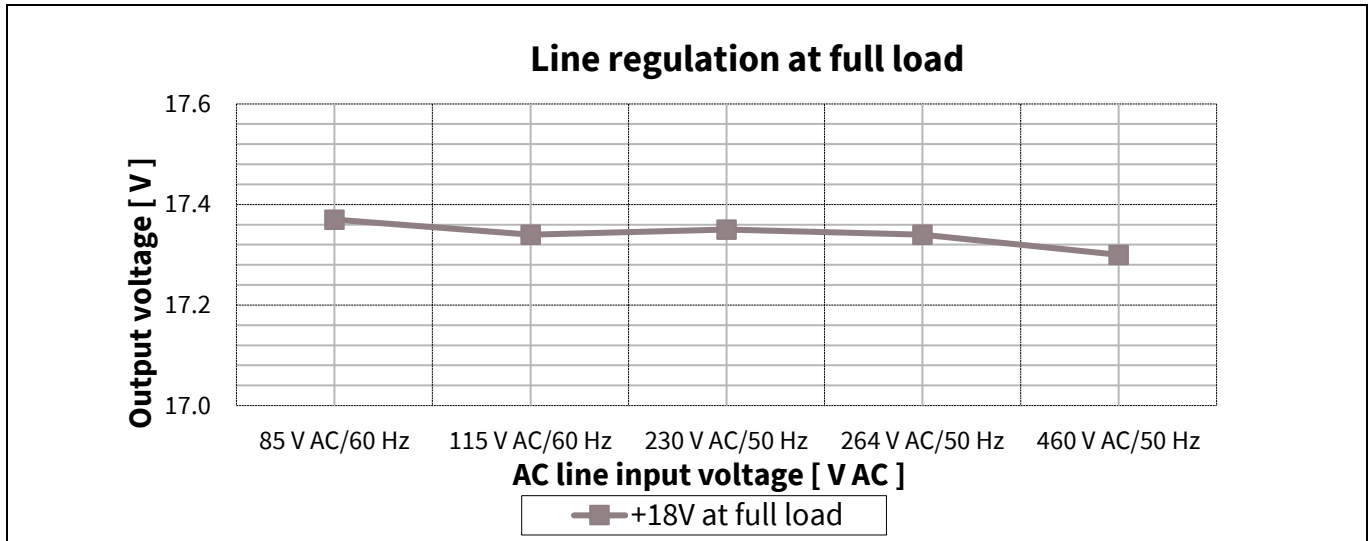 Line regulation at full load
17.6
17.4
17.2
17.0
Output voltage [ V ]
85 V AC/60 Hz 115 V AC/60 Hz 230 V AC/50 Hz 264 V AC/50 Hz 460 V AC/50 Hz
AC line input voltage [ V AC ]
+18V at full load